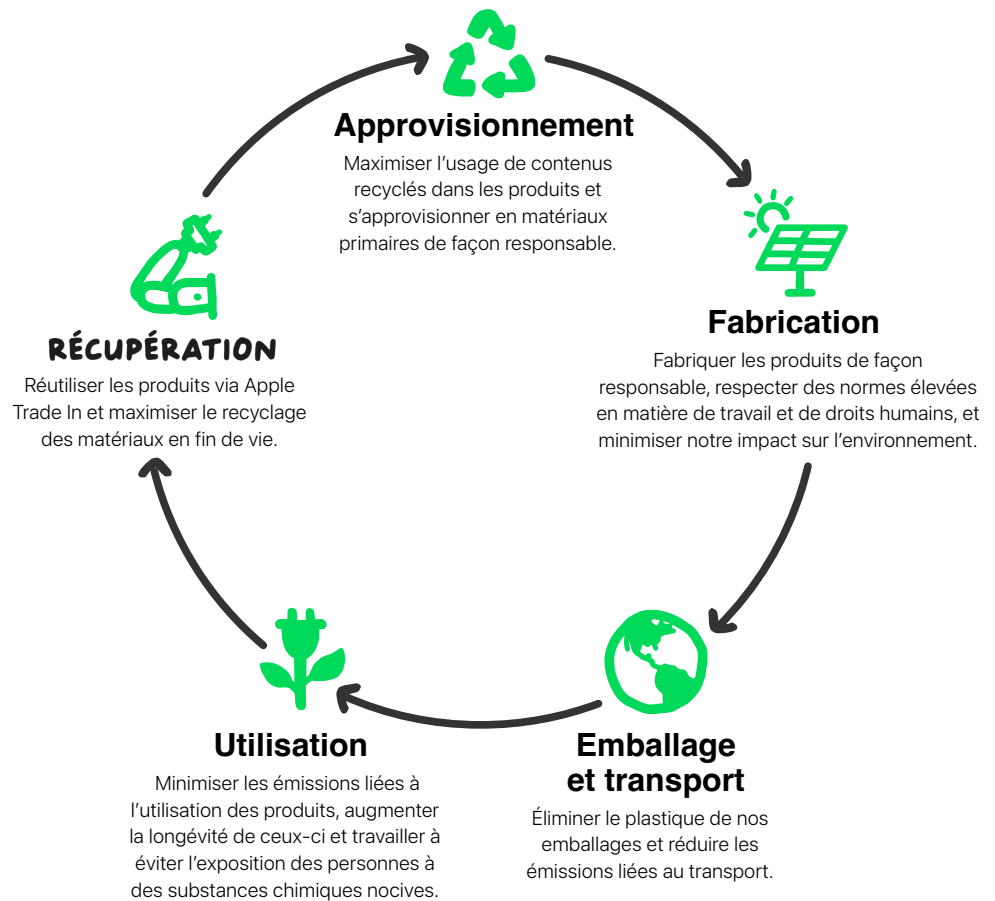 Approvisionnement
Maximiser l’usage de contenus
recyclés dans les produits et
s’approvisionner en matériaux
primaires de façon responsable.
Fabrication
Fabriquer les produits de façon
responsable, respecter des normes élevées
en matière de travail et de droits humains, et
minimiser notre impact sur l’environnement.
Emballage
et transport
Éliminer le plastique de nos
emballages et réduire les
émissions liées au transport.
Utilisation
Minimiser les émissions liées à
l’utilisation des produits, augmenter
la longévité de ceux-ci et travailler à
éviter l’exposition des personnes à
des substances chimiques nocives.
RÉCUPÉRATION
Réutiliser les produits via Apple
Trade In et maximiser le recyclage
des matériaux en fin de vie.